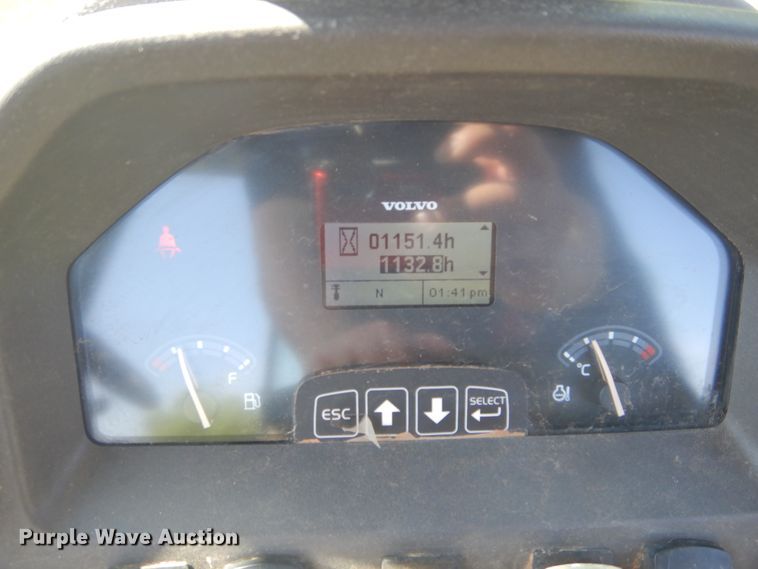 VOLVO
01151.4h
1132.8h
N
01:41 pm
F
°C
ESC
SELECT
Purple Wave Auction®